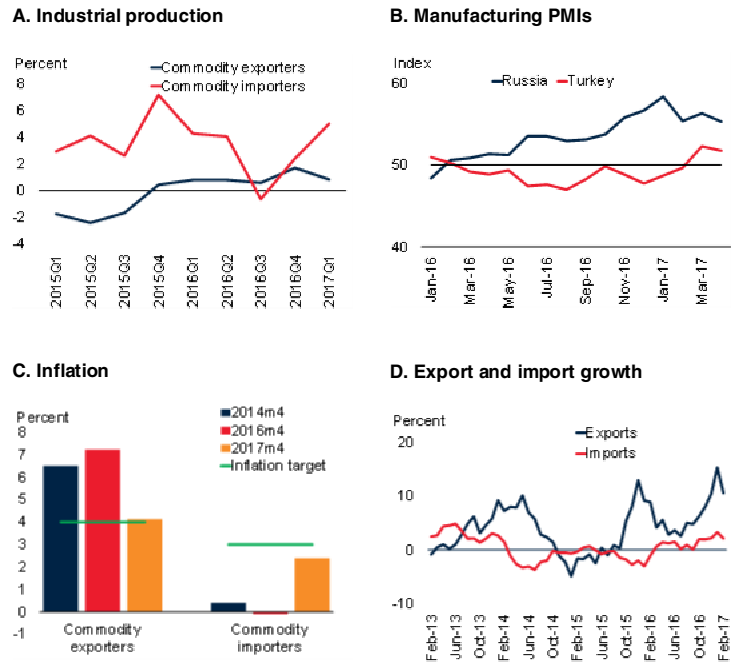 A. Industrial production
Percent
Commodity exporters
Commodity importers
8
6
4
2
0
-2
-4
2015Q1
2015Q2
2015Q3
2015Q4
2016Q1
2016Q2
2016Q3
2016Q4
2017Q1
B. Manufacturing PMIs
Index
Russia
Turkey
60
50
40
Jan-16
Mar-16
May-16
Jul-16
Sep-16
Nov-16
Jan-17
Mar-17
C. Inflation
Percent
2014m4
2016m4
2017m4
Inflation target
8
7
6
5
4
3
2
1
0
-1
Commodity
exporters
Commodity
importers
D. Export and import growth
Percent
Exports
Imports
20
10
0
-10
Feb-13
Jun-13
Oct-13
Feb-14
Jun-14
Oct-14
Feb-15
Jun-15
Oct-15
Feb-16
Jun-16
Oct-16
Feb-17